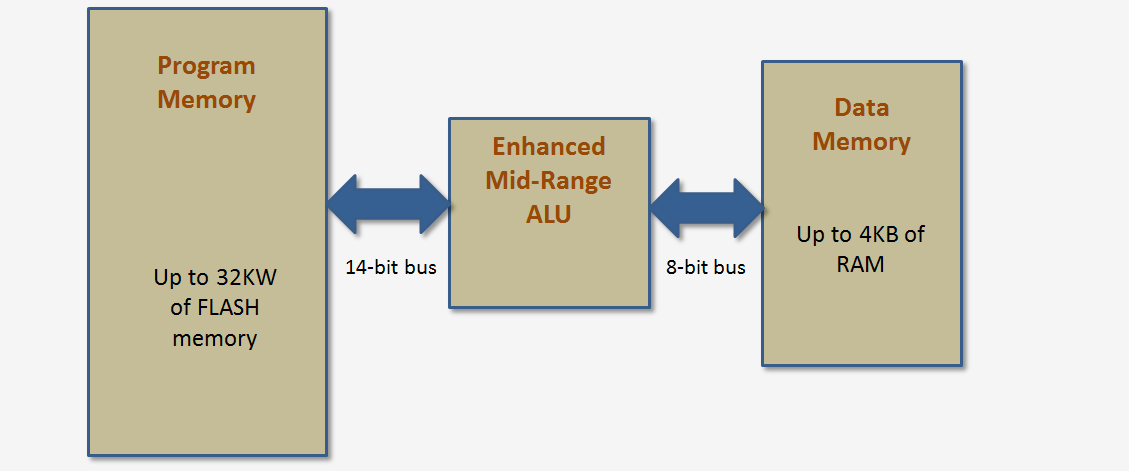 Program
Memory
Up to 32KW
of FLASH
memory
14-bit bus
Enhanced
Mid-Range
ALU
8-bit bus
Data
Memory
Up to 4KB of
RAM